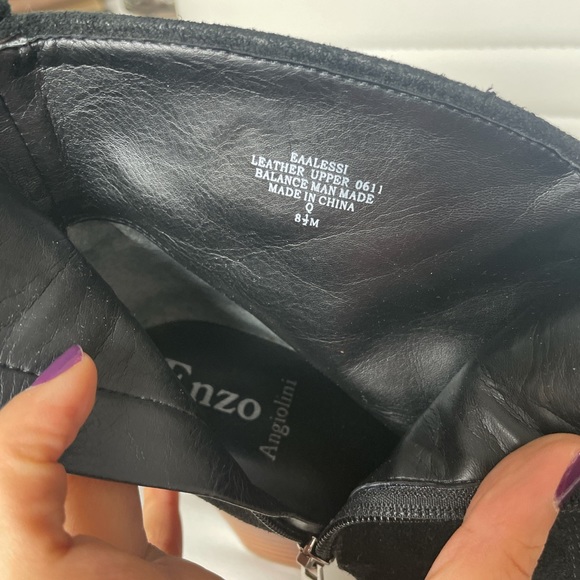 EAALESSI
LEATHER UPPER 0611
BALANCE MAN MADE
MADE IN CHINA
Q
8½M
Enzo
Angiolini